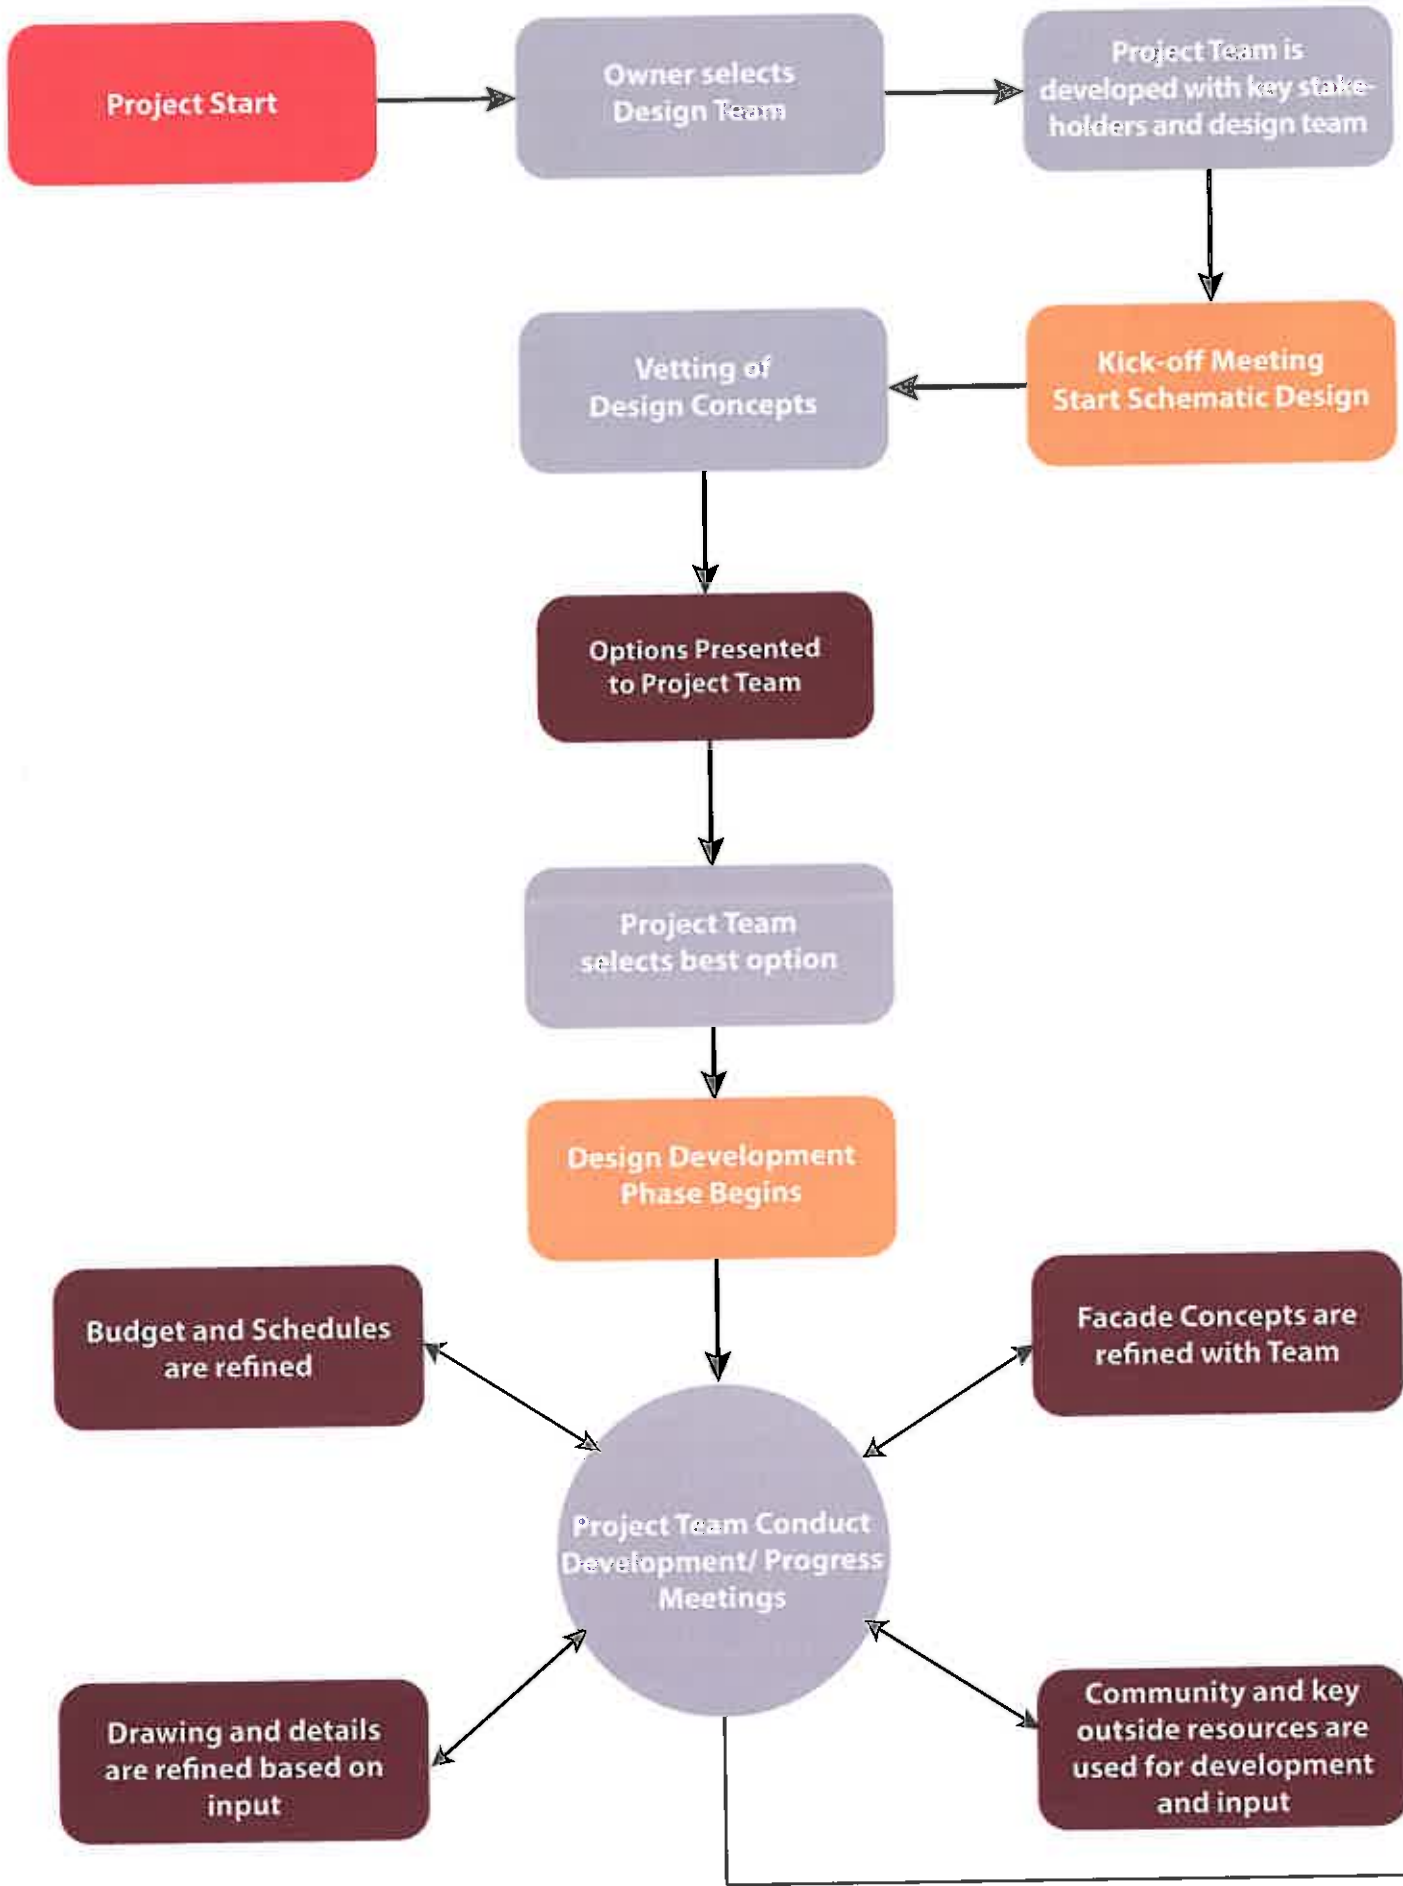 Project Start
Owner selects
Design Team
Project Team is
developed with key stake-
holders and design team
Vetting of
Design Concepts
Kick-off Meeting
Start Schematic Design
Options Presented
to Project Team
Project Team
selects best option
Design Development
Phase Begins
Budget and Schedules
are refined
Facade Concepts are
refined with Team
Project Team Conduct
Development/ Progress
Meetings
Drawing and details
are refined based on
input
Community and key
outside resources are
used for development
and input